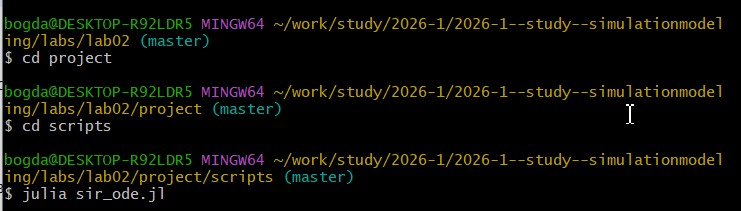 bogda@DESKTOP-R92LDR5 MINGW64 ~/work/study/2026-1/2026-1--study--simulationmodel
ing/labs/lab02 (master)
$ cd project
bogda@DESKTOP-R92LDR5 MINGW64 ~/work/study/2026-1/2026-1--study--simulationmodel
ing/labs/lab02/project (master)
$ cd scripts
bogda@DESKTOP-R92LDR5 MINGW64 ~/work/study/2026-1/2026-1--study--simulationmodel
ing/labs/lab02/project/scripts (master)
$ julia sir_ode.jl